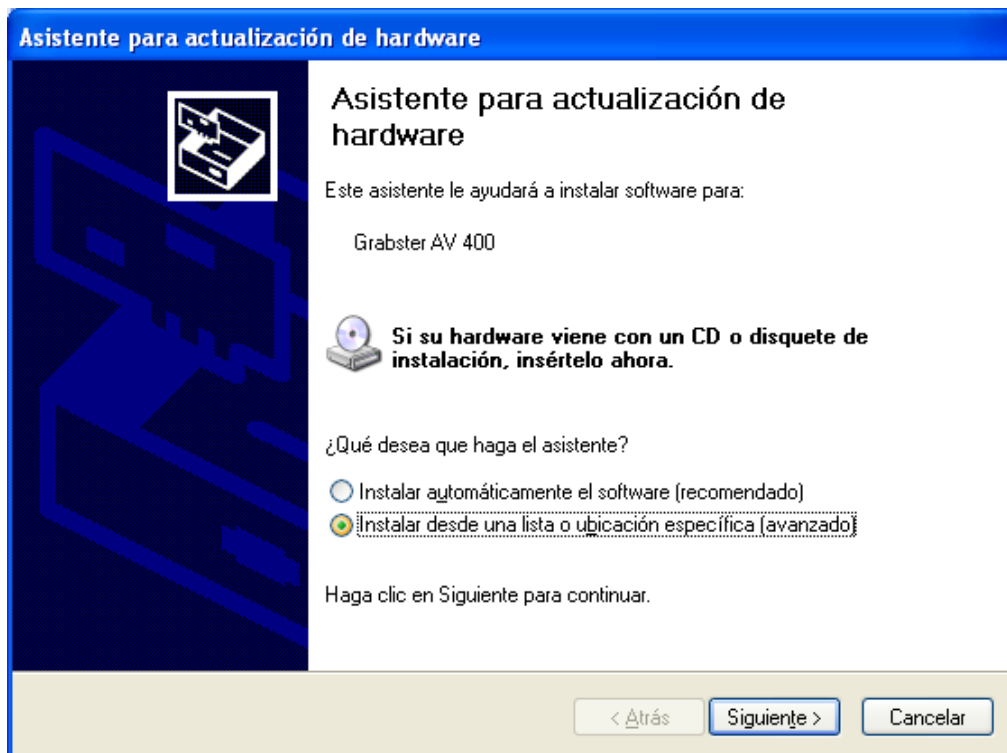 Asistente para actualización de hardware
Asistente para actualización de
hardware
Este asistente le ayudará a instalar software para:
Grabster AV 400
Si su hardware viene con un CD o disquete de
instalación, insértelo ahora.
¿Qué desea que haga el asistente?
Instalar automáticamente el software (recomendado)
Instalar desde una lista o ubicación específica (avanzado)
Haga clic en Siguiente para continuar.
< Atrás
Siguiente >
Cancelar